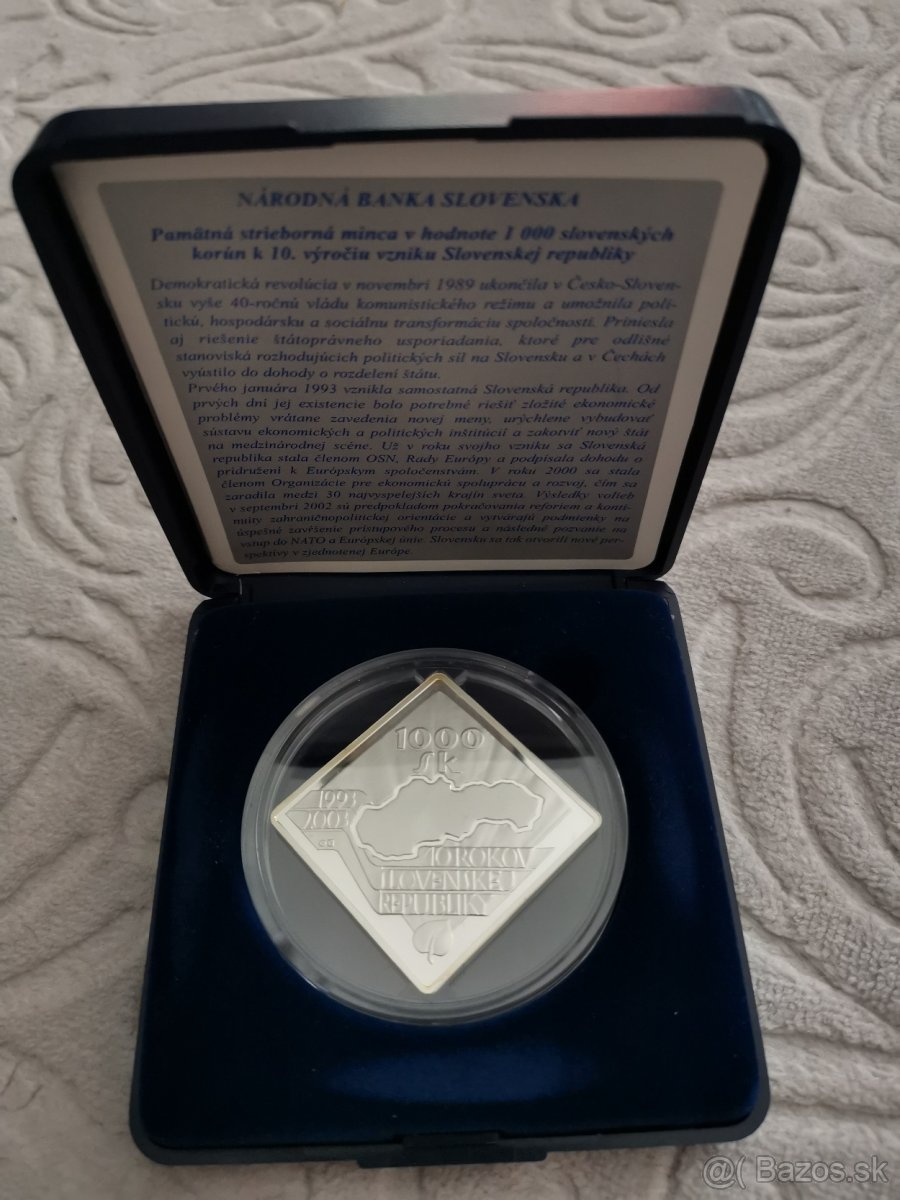 NÁRODNÁ BANKA SLOVENSKA
Pamätná strieborná minca v hodnote 1 000 slovenských
korún k 10. výročiu vzniku Slovenskej republiky
Demokratická revolúcia v novembri 1989 ukončila v Česko-Sloven-
sku vyše 40-ročnú vládu komunistického režimu a umožnila poli-
tickú, hospodársku a sociálnu transformáciu spoločnosti. Priniesla
aj riešenie štátoprávneho usporiadania, ktoré pre odlišné
stanoviská rozhodujúcich politických síl na Slovensku a v Čechách
vyústilo do dohody o rozdelení štátu.
Prvého januára 1993 vznikla samostatná Slovenská republika. Od
prvých dní jej existencie bolo potrebné riešiť zložité ekonomické
problémy vrátane zavedenia novej meny, urýchlene vybudovať
sústavu ekonomických a politických inštitúcií a zakotviť nový štát
na medzinárodnej scéne. Už v roku svojho vzniku sa Slovenská
republika stala členom OSN, Rady Európy a podpísala dohodu o
pridružení k Európskym spoločenstvám. V roku 2000 sa stala
členom Organizácie pre ekonomickú spoluprácu a rozvoj, čím sa
zaradila medzi 30 najvyspelejších krajín sveta. Výsledky volieb
v septembri 2002 sú predpokladom pokračovania reforiem a konti-
nuity zahraničnopolitickej orientácie a vytvárajú podmienky na
úspešné zavŕšenie prístupového procesu a následné pozvanie na
vstup do NATO a Európskej únie. Slovensku sa tak otvorili nové per-
spektívy v zjednotenej Európe.
1000
Sk
1993
2003
10 ROKOV
SLOVENSKEJ
REPUBLIKY
@( Bazos.sk